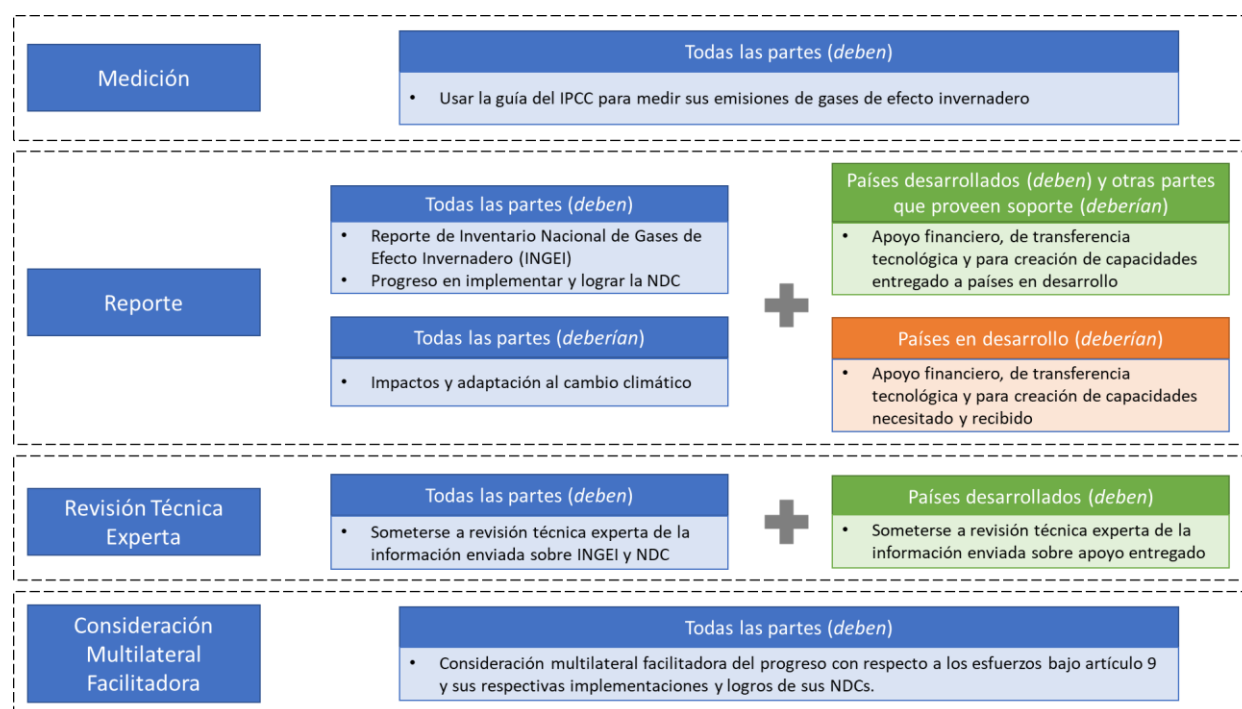 Medición
Todas las partes (deben)
• Usar la guía del IPCC para medir sus emisiones de gases de efecto invernadero
Reporte
Todas las partes (deben)
• Reporte de Inventario Nacional de Gases de
Efecto Invernadero (INGEI)
• Progreso en implementar y lograr la NDC
Todas las partes (deberían)
• Impactos y adaptación al cambio climático
Países desarrollados (deben) y otras partes
que proveen soporte (deberían)
• Apoyo financiero, de transferencia
tecnológica y para creación de capacidades
entregado a países en desarrollo
Países en desarrollo (deberían)
• Apoyo financiero, de transferencia
tecnológica y para creación de capacidades
necesitado y recibido
Revisión Técnica
Experta
Todas las partes (deben)
• Someterse a revisión técnica experta de la
información enviada sobre INGEI y NDC
Países desarrollados (deben)
• Someterse a revisión técnica experta de la
información enviada sobre apoyo entregado
Consideración
Multilateral
Facilitadora
Todas las partes (deben)
• Consideración multilateral facilitadora del progreso con respecto a los esfuerzos bajo artículo 9
y sus respectivas implementaciones y logros de sus NDCs.